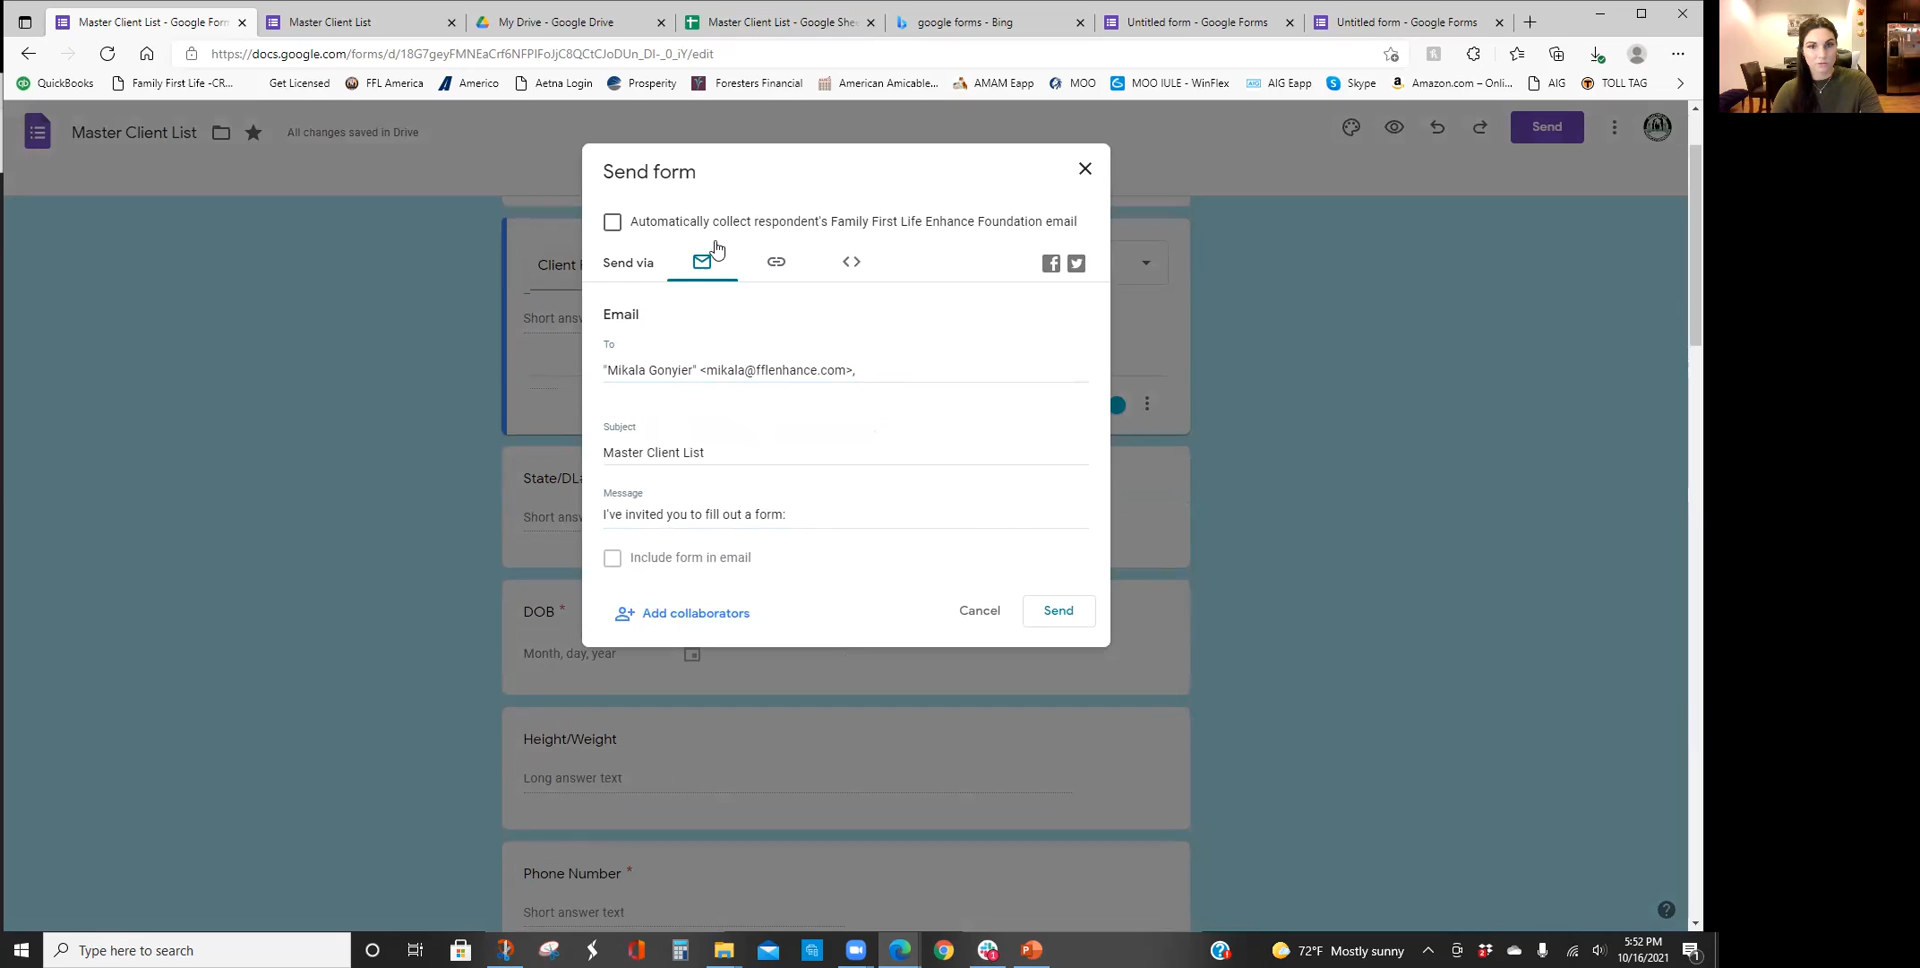 Master Client List - Google Form
Master Client List
My Drive - Google Drive
Master Client List - Google She
google forms - Bing
Untitled form - Google Forms
Untitled form - Google Forms
https://docs.google.com/forms/d/18G7geyFMNEaCrf6NFPIFoJjC8QCtCJoDUn_DI-_0_iY/edit
QuickBooks
Family First Life -CR...
Get Licensed
FFL America
Americo
Aetna Login
Prosperity
Foresters Financial
American Amicable...
AMAM Eapp
MOO
MOO IULE - WinFlex
AIG Eapp
Skype
Amazon.com – Onli...
AIG
TOLL TAG
Master Client List
All changes saved in Drive
Send
Send form
Automatically collect respondent's Family First Life Enhance Foundation email
Send via
Client
Short ans
Email
To
"Mikala Gonyier" <mikala@fflenhance.com>,
Subject
Master Client List
Message
I've invited you to fill out a form:
Include form in email
Add collaborators
Cancel
Send
State/DL
Short ans
DOB *
Month, day, year
Height/Weight
Long answer text
Phone Number *
Short answer text
Type here to search
72°F Mostly sunny
5:52 PM
10/16/2021